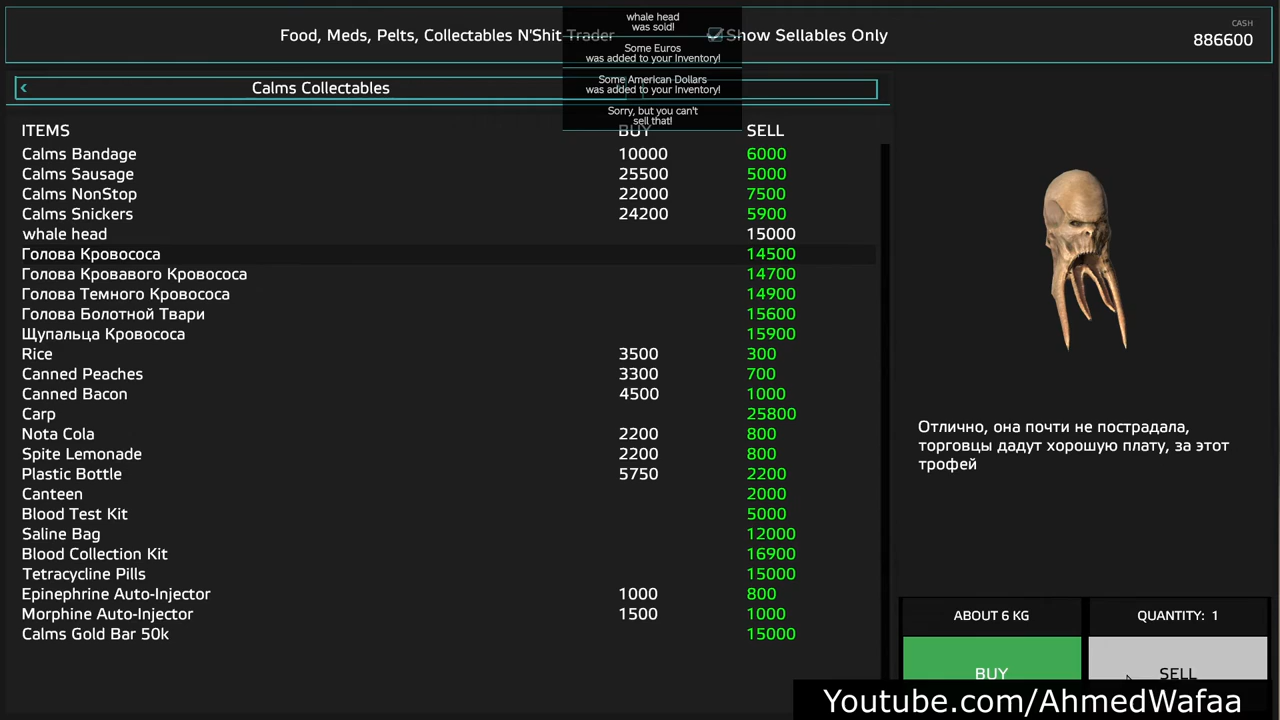 whale head
was sold!
CASH
Food, Meds, Pelts, Collectables N'Shit Trader
Show Sellables Only
886600
Some Euros
was added to your Inventory!
Some American Dollars
was added to your Inventory!
< Calms Collectables
Sorry, but you can't
sell that!
ITEMS BUY SELL
Calms Bandage 10000 6000
Calms Sausage 25500 5000
Calms NonStop 22000 7500
Calms Snickers 24200 5900
whale head 15000
Голова Кровососа 14500
Голова Кровавого Кровососа 14700
Голова Темного Кровососа 14900
Голова Болотной Твари 15600
Щупальца Кровососа 15900
Rice 3500 300
Canned Peaches 3300 700
Canned Bacon 4500 1000
Carp 25800
Nota Cola 2200 800
Spite Lemonade 2200 800
Plastic Bottle 5750 2200
Canteen 2000
Blood Test Kit 5000
Saline Bag 12000
Blood Collection Kit 16900
Tetracycline Pills 15000
Epinephrine Auto-Injector 1000 800
Morphine Auto-Injector 1500 1000
Calms Gold Bar 50k 15000
Отлично, она почти не пострадала,
торговцы дадут хорошую плату, за этот
трофей
ABOUT 6 KG
QUANTITY: 1
BUY
SELL
Youtube.com/AhmedWafaa